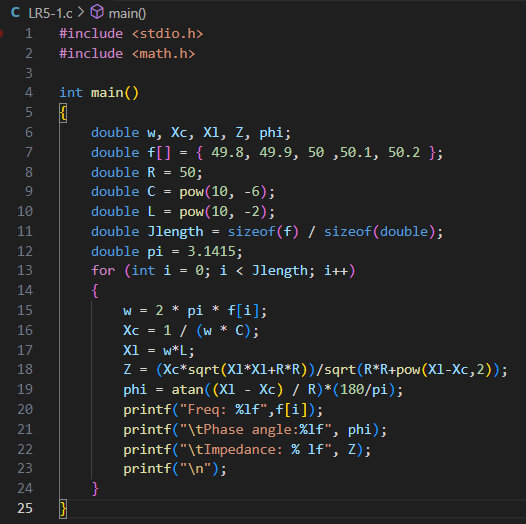 C LR5-1.c > main()
1 #include <stdio.h>
2 #include <math.h>
3
4 int main()
5 {
6     double w, Xc, Xl, Z, phi;
7     double f[] = { 49.8, 49.9, 50 ,50.1, 50.2 };
8     double R = 50;
9     double C = pow(10, -6);
10     double L = pow(10, -2);
11     double Jlength = sizeof(f) / sizeof(double);
12     double pi = 3.1415;
13     for (int i = 0; i < Jlength; i++)
14     {
15         w = 2 * pi * f[i];
16         Xc = 1 / (w * C);
17         Xl = w*L;
18         Z = (Xc*sqrt(Xl*Xl+R*R))/sqrt(R*R+pow(Xl-Xc,2));
19         phi = atan((Xl - Xc) / R)*(180/pi);
20         printf("Freq: %lf",f[i]);
21         printf("\tPhase angle:%lf", phi);
22         printf("\tImpedance: % lf", Z);
23         printf("\n");
24     }
25 }